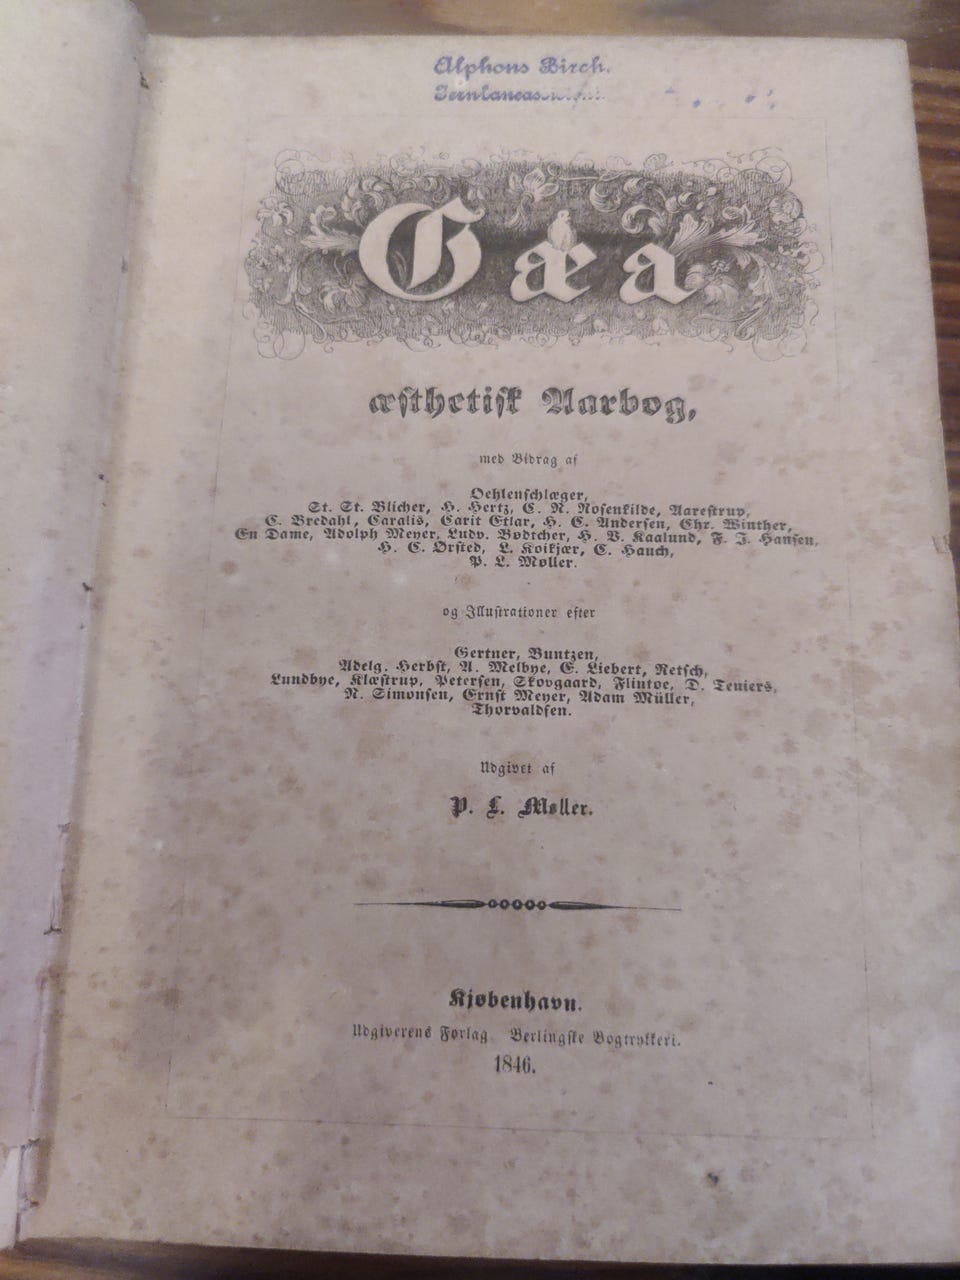 Alphons Birch.
Gæa
æsthetisk Aarbog,
med Bidrag af
Oehlenschlæger,
St. St. Blicher, H. Hertz, C. N. Rosenkilde, Aarestrup,
C. Bredahl, Caralis, Carit Etlar, H. C. Andersen, Chr. Winther,
En Dame, Adolph Meyer, Ludv. Bødtcher, H. V. Kaalund, F. J. Hansen,
H. C. Ørsted, L. Koikjær, C. Hauch,
P. L. Møller.
og Illustrationer efter
Gertner, Buntzen,
Adelg. Herbst, A. Melbye, E. Liebert, Retsch,
Lundbye, Klæstrup, Petersen, Skovgaard, Flintoe, D. Teniers,
N. Simonsen, Ernst Meyer, Adam Müller,
Thorvaldsen.
Udgivet af
P. L. Møller.
Kjøbenhavn.
Udgiverens Forlag Berlingske Bogtrykkeri.
1846.